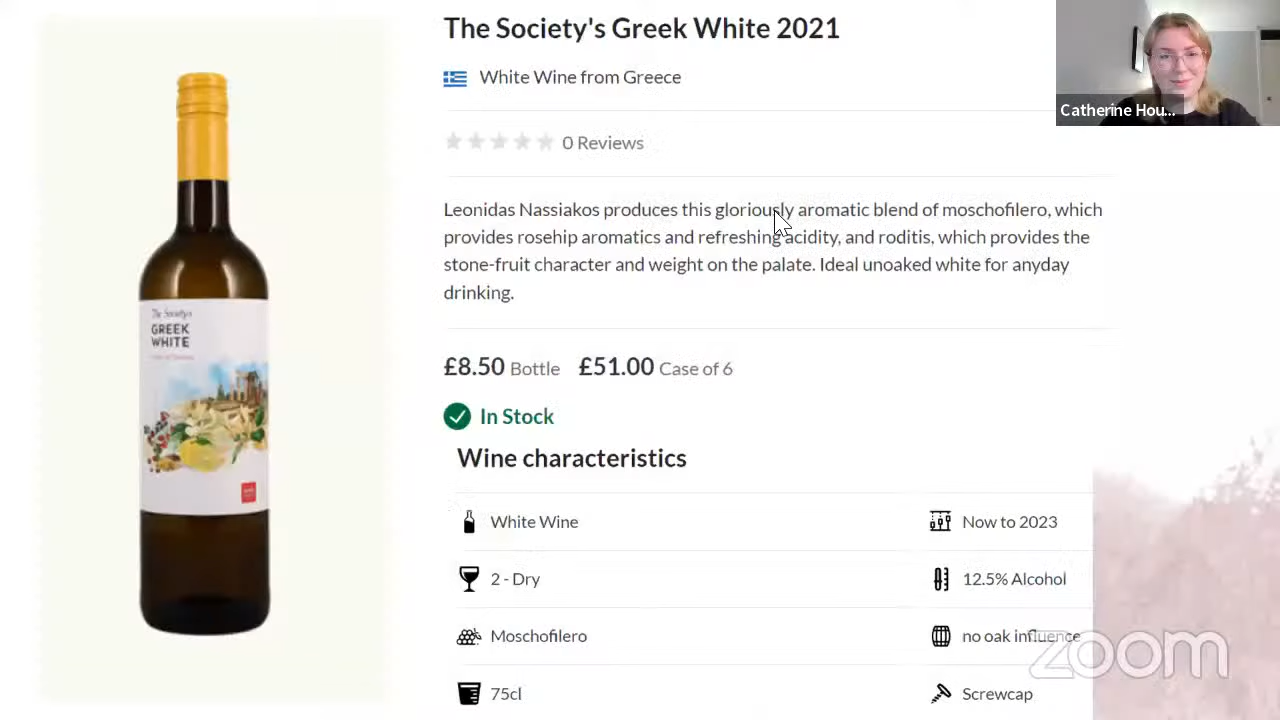 The Society's Greek White 2021
White Wine from Greece
0 Reviews
Leonidas Nassiakos produces this gloriously aromatic blend of moschofilero, which
provides rosehip aromatics and refreshing acidity, and roditis, which provides the
stone-fruit character and weight on the palate. Ideal unoaked white for anyday
drinking.
£8.50 Bottle £51.00 Case of 6
In Stock
Wine characteristics
White Wine
Now to 2023
2 - Dry
12.5% Alcohol
Moschofilero
no oak influence
75cl
Screwcap
Catherine Hou...
The Society's
GREEK
WHITE
zoom